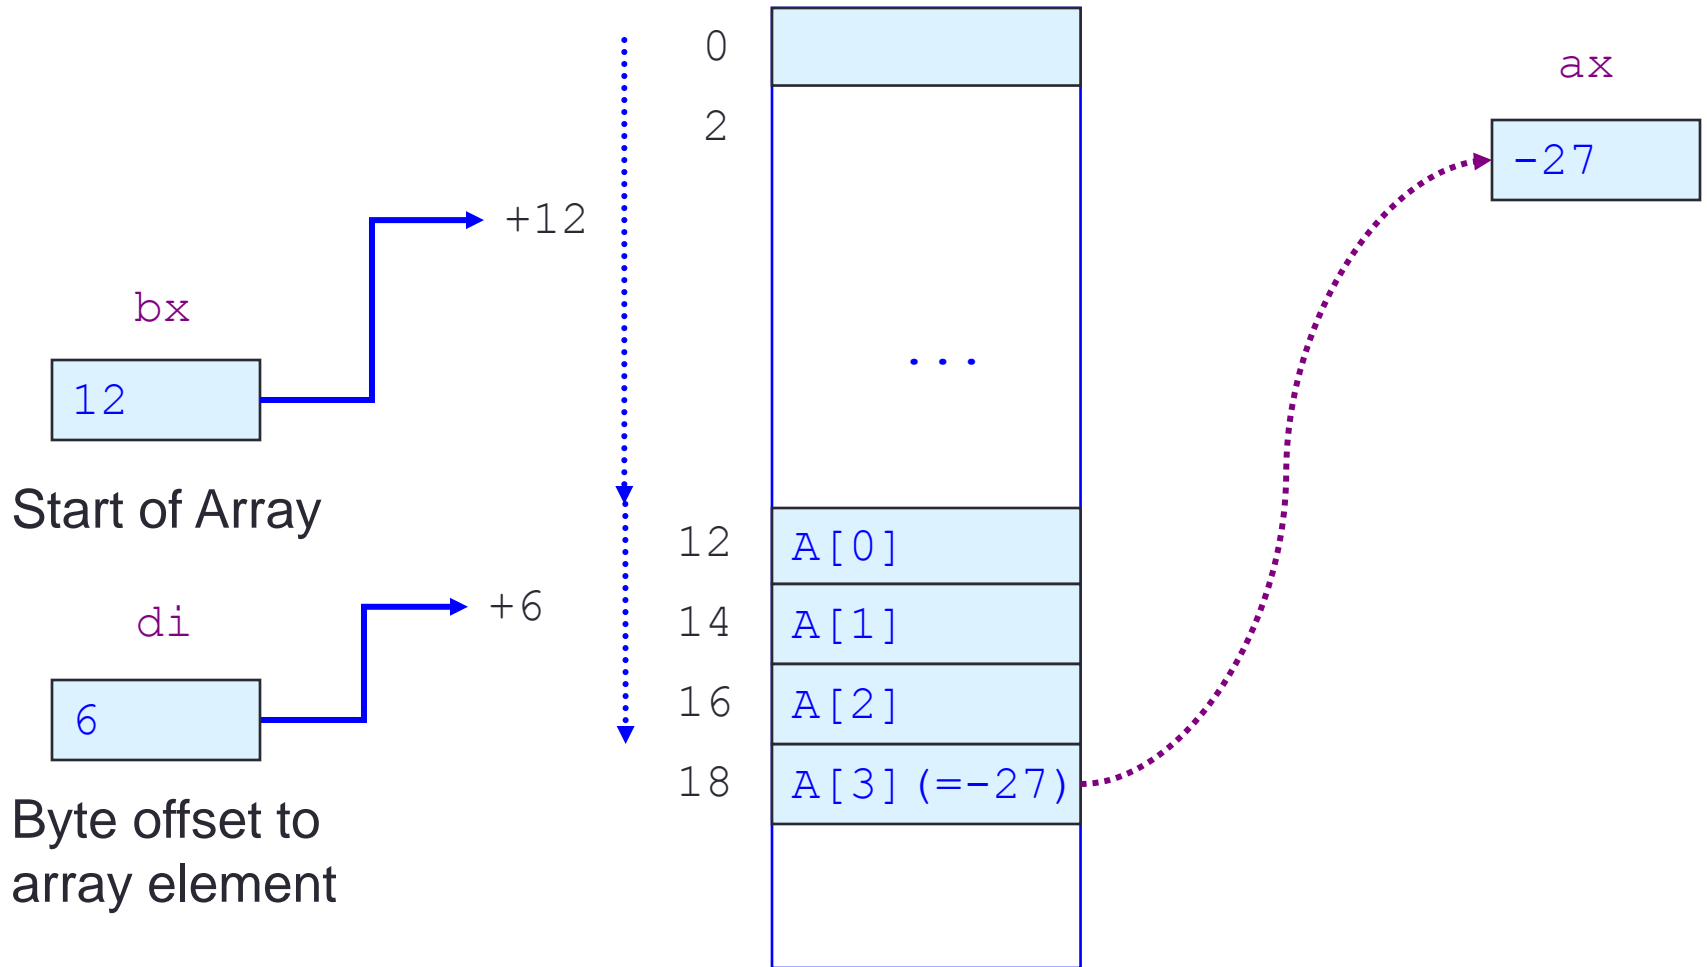 bx
12
+12
Start of Array
di
6
+6
Byte offset to
array element
0
2
...
12 A[0]
14 A[1]
16 A[2]
18 A[3](=-27)
ax
-27